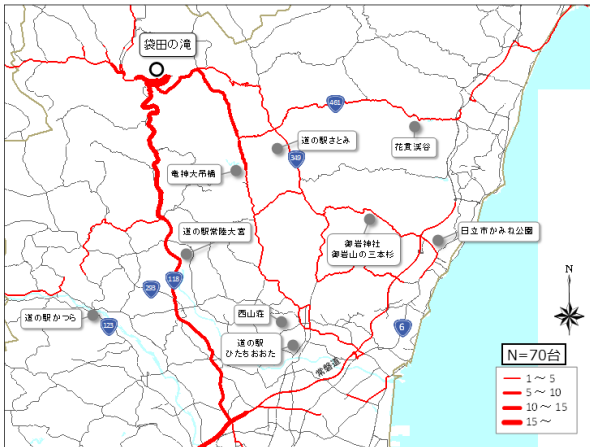 袋田の滝
461
道の駅さとみ
花貫渓谷
349
竜神大吊橋
御岩神社
御岩山の三本杉
日立市かみね公園
道の駅常陸大宮
118
293
道の駅かつら
123
西山荘
道の駅
ひたちおおた
6
常磐道
N
N=70台
1～5
5～10
10～15
15～